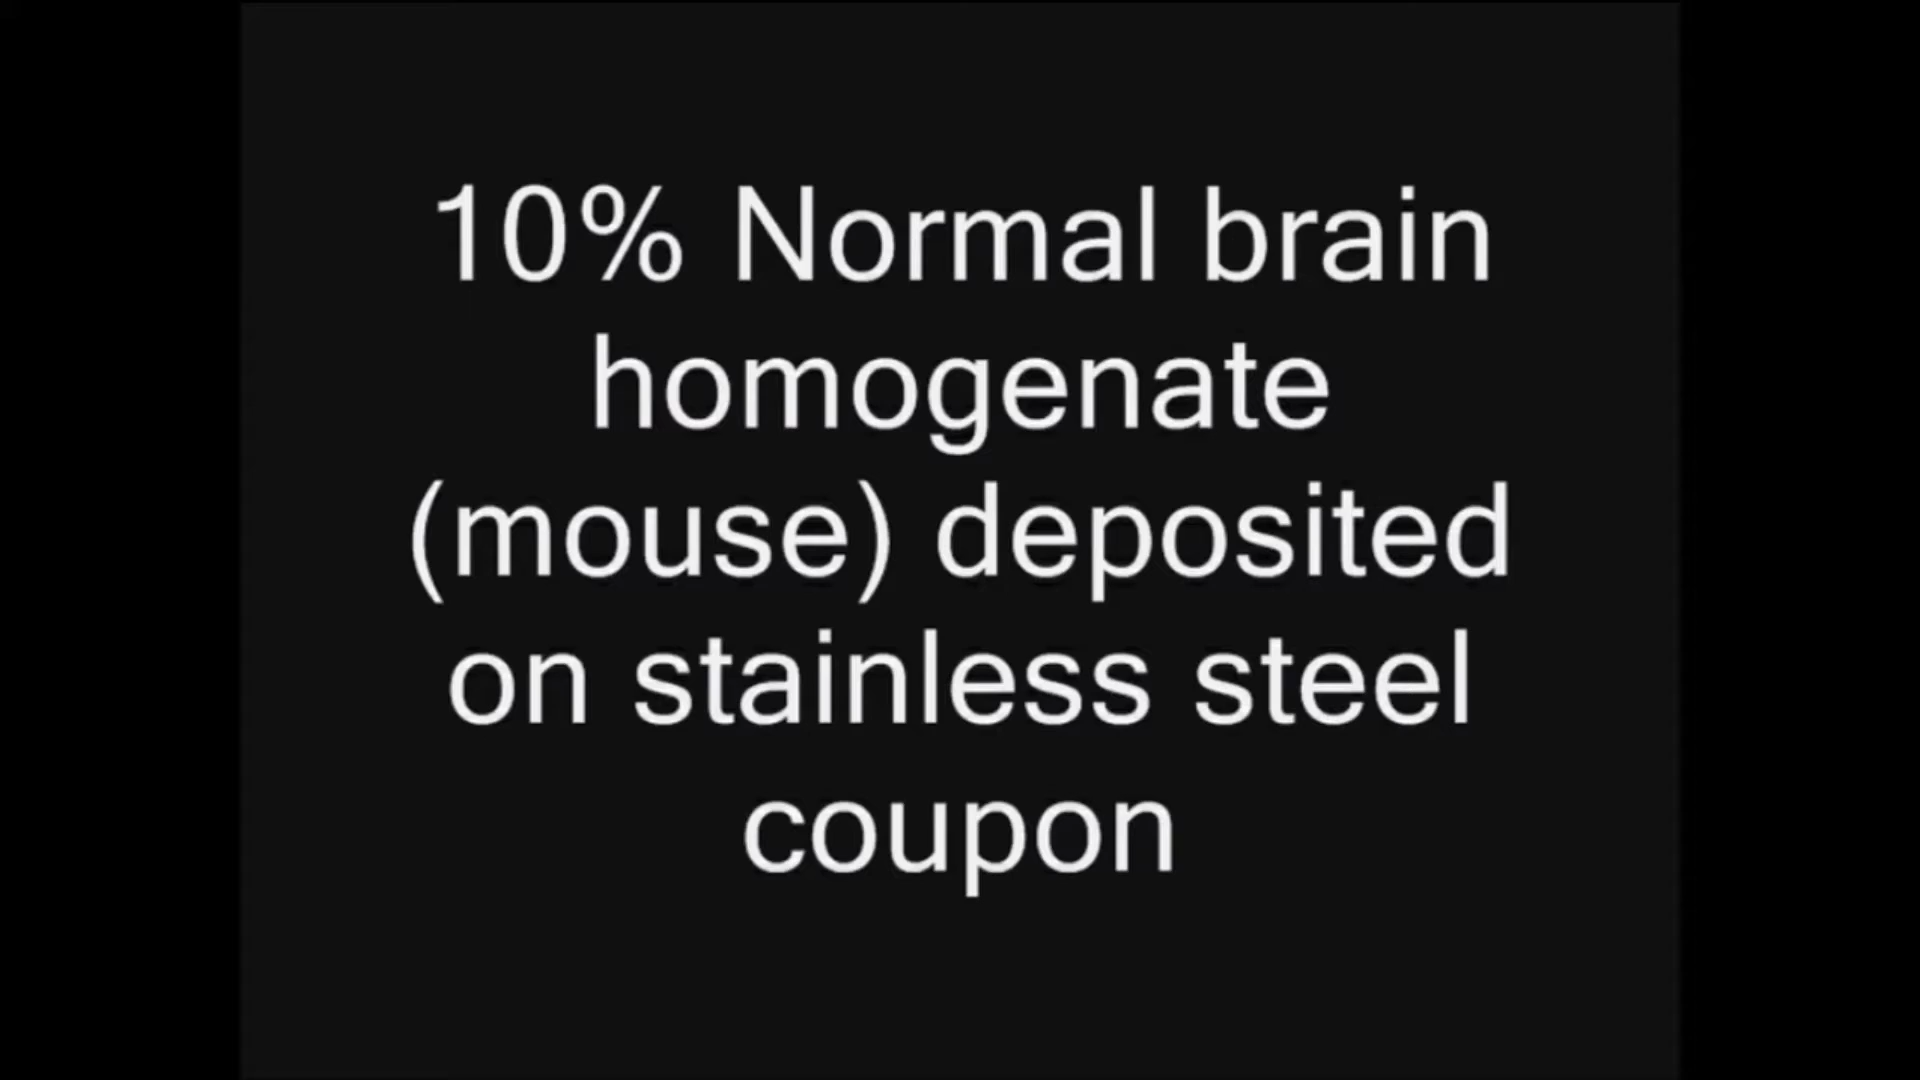 10% Normal brain
homogenate
(mouse) deposited
on stainless steel
coupon